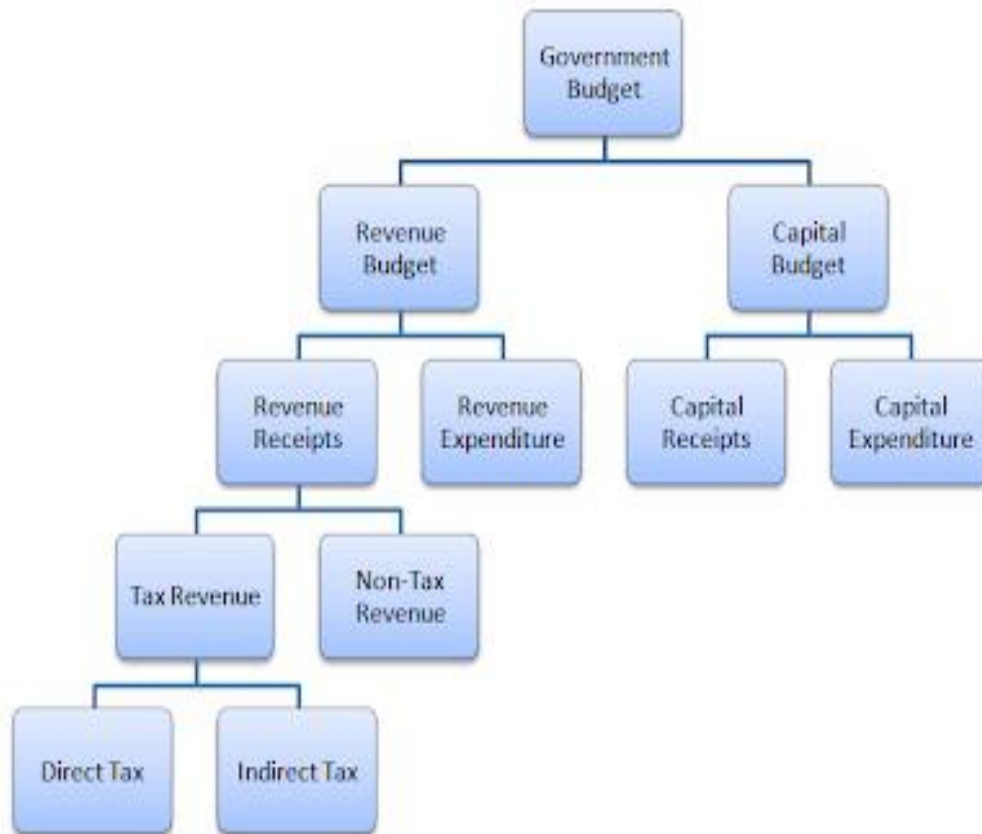 Government
Budget
Revenue
Budget
Capital
Budget
Revenue
Receipts
Revenue
Expenditure
Capital
Receipts
Capital
Expenditure
Tax Revenue
Non-Tax
Revenue
Direct Tax
Indirect Tax